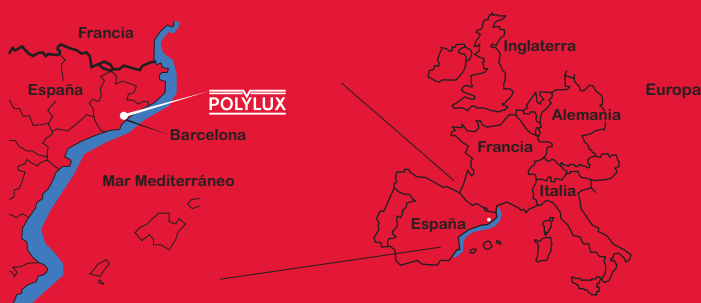 Francia
España
POLYLUX
Barcelona
Mar Mediterráneo
Inglaterra
Europa
Alemania
Francia
Italia
España